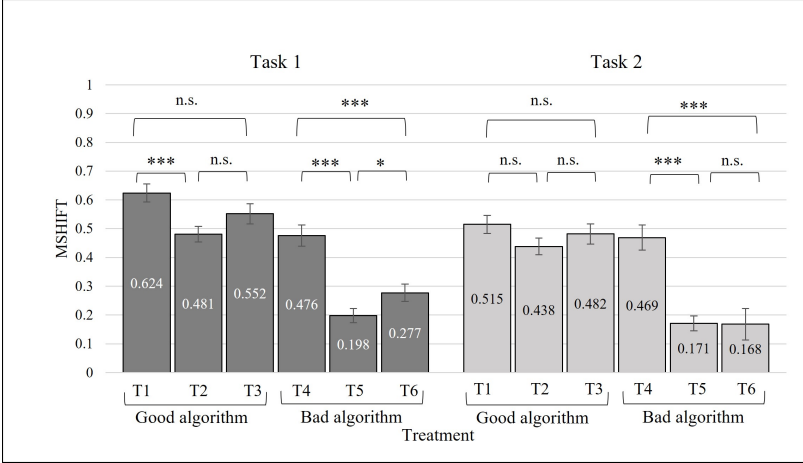 Task 1 Task 2
1
0.9
0.8
0.7
0.6
0.5
0.4
0.3
0.2
0.1
0
MSHIFT
n.s. *** n.s. ***
*** n.s. *** * n.s. n.s. *** n.s.
0.624 0.481 0.552 0.476 0.198 0.277 0.515 0.438 0.482 0.469 0.171 0.168
T1 T2 T3 T4 T5 T6 T1 T2 T3 T4 T5 T6
Good algorithm Bad algorithm Good algorithm Bad algorithm
Treatment